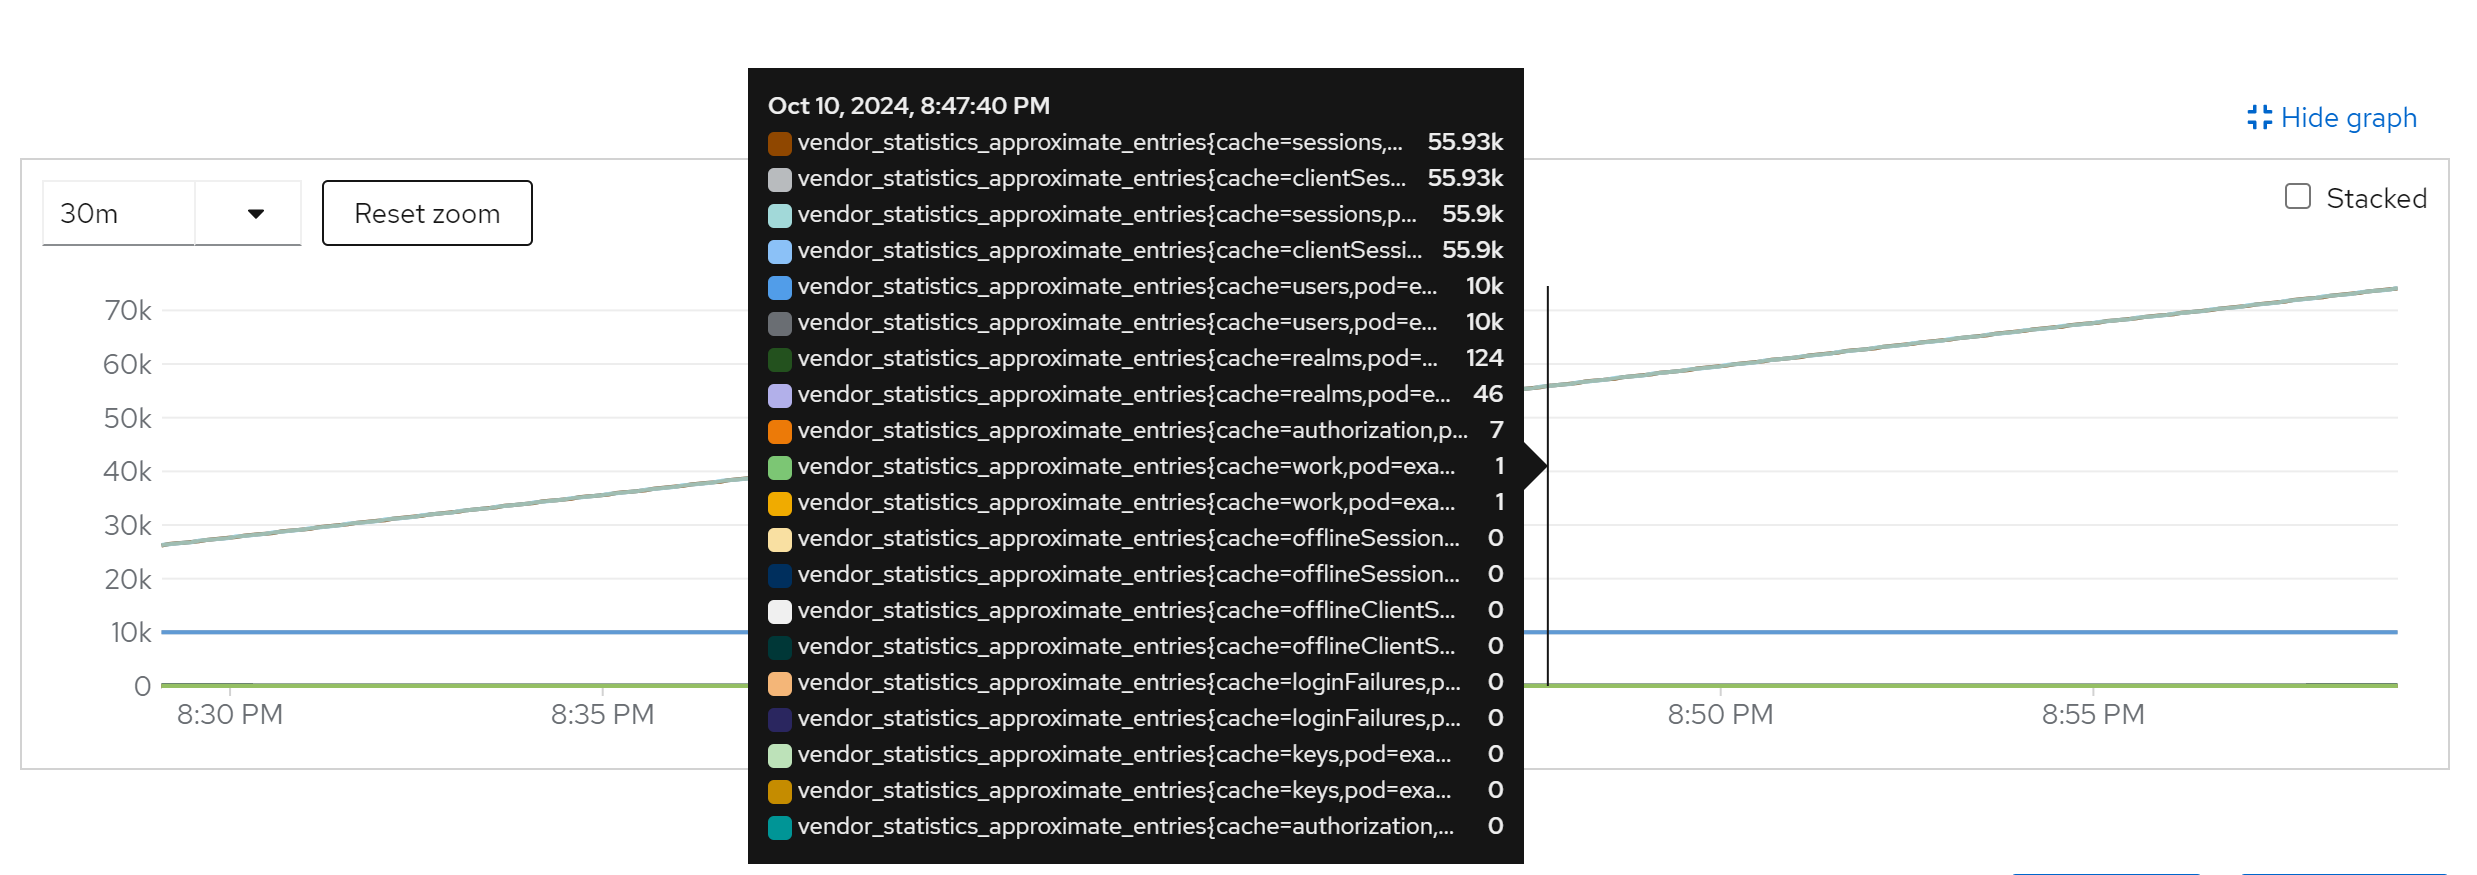 Oct 10, 2024, 8:47:40 PM
vendor_statistics_approximate_entries{cache=sessions,... 55.93k
vendor_statistics_approximate_entries{cache=clientSes... 55.93k
vendor_statistics_approximate_entries{cache=sessions,p... 55.9k
vendor_statistics_approximate_entries{cache=clientSessi... 55.9k
vendor_statistics_approximate_entries{cache=users,pod=e... 10k
vendor_statistics_approximate_entries{cache=users,pod=e... 10k
vendor_statistics_approximate_entries{cache=realms,pod=... 124
vendor_statistics_approximate_entries{cache=realms,pod=e... 46
vendor_statistics_approximate_entries{cache=authorization,p... 7
vendor_statistics_approximate_entries{cache=work,pod=exa... 1
vendor_statistics_approximate_entries{cache=work,pod=exa... 1
vendor_statistics_approximate_entries{cache=offlineSession... 0
vendor_statistics_approximate_entries{cache=offlineSession... 0
vendor_statistics_approximate_entries{cache=offlineClientS... 0
vendor_statistics_approximate_entries{cache=offlineClientS... 0
vendor_statistics_approximate_entries{cache=loginFailures,p... 0
vendor_statistics_approximate_entries{cache=loginFailures,p... 0
vendor_statistics_approximate_entries{cache=keys,pod=exa... 0
vendor_statistics_approximate_entries{cache=keys,pod=exa... 0
vendor_statistics_approximate_entries{cache=authorization,... 0
Hide graph
30m
Reset zoom
Stacked
70k
60k
50k
40k
30k
20k
10k
0
8:30 PM
8:35 PM
8:50 PM
8:55 PM